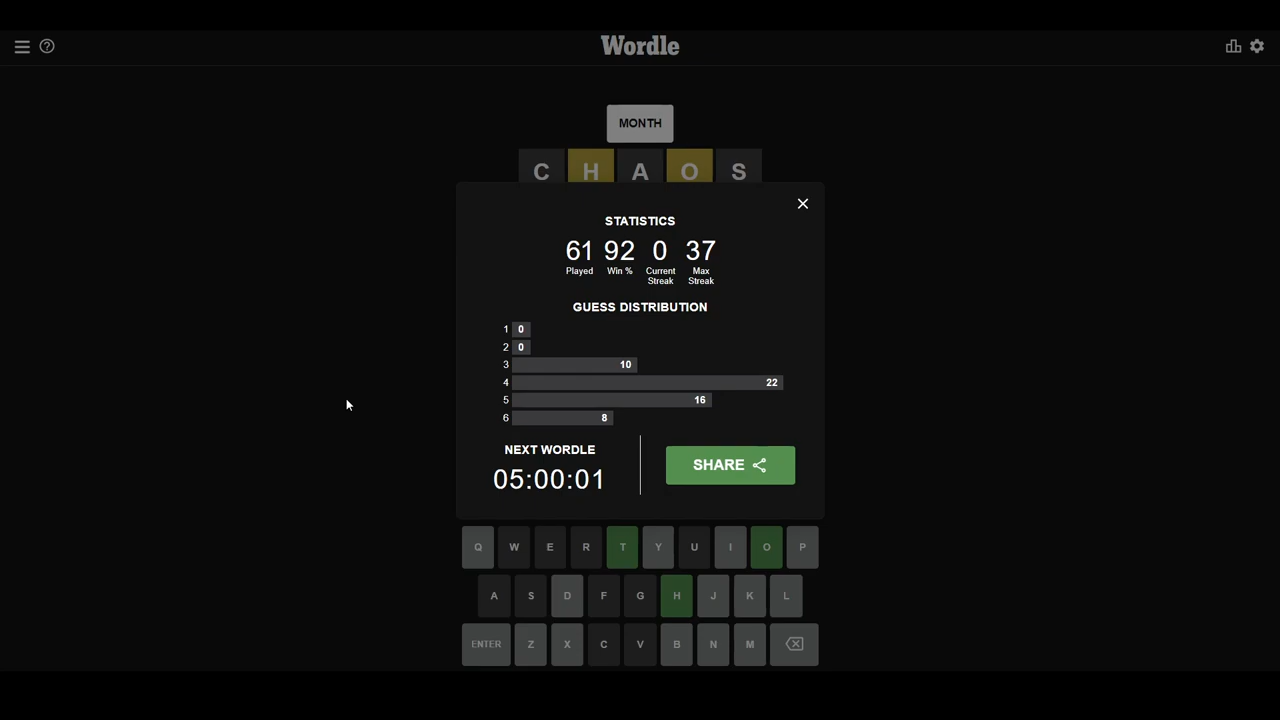 Wordle
MONTH
C H A O S
STATISTICS
61 92 0 37
Played Win % Current Streak Max Streak
GUESS DISTRIBUTION
1 0
2 0
3 10
4 22
5 16
6 8
NEXT WORDLE
05:00:01
SHARE
Q W E R T Y U I O P
A S D F G H J K L
ENTER Z X C V B N M